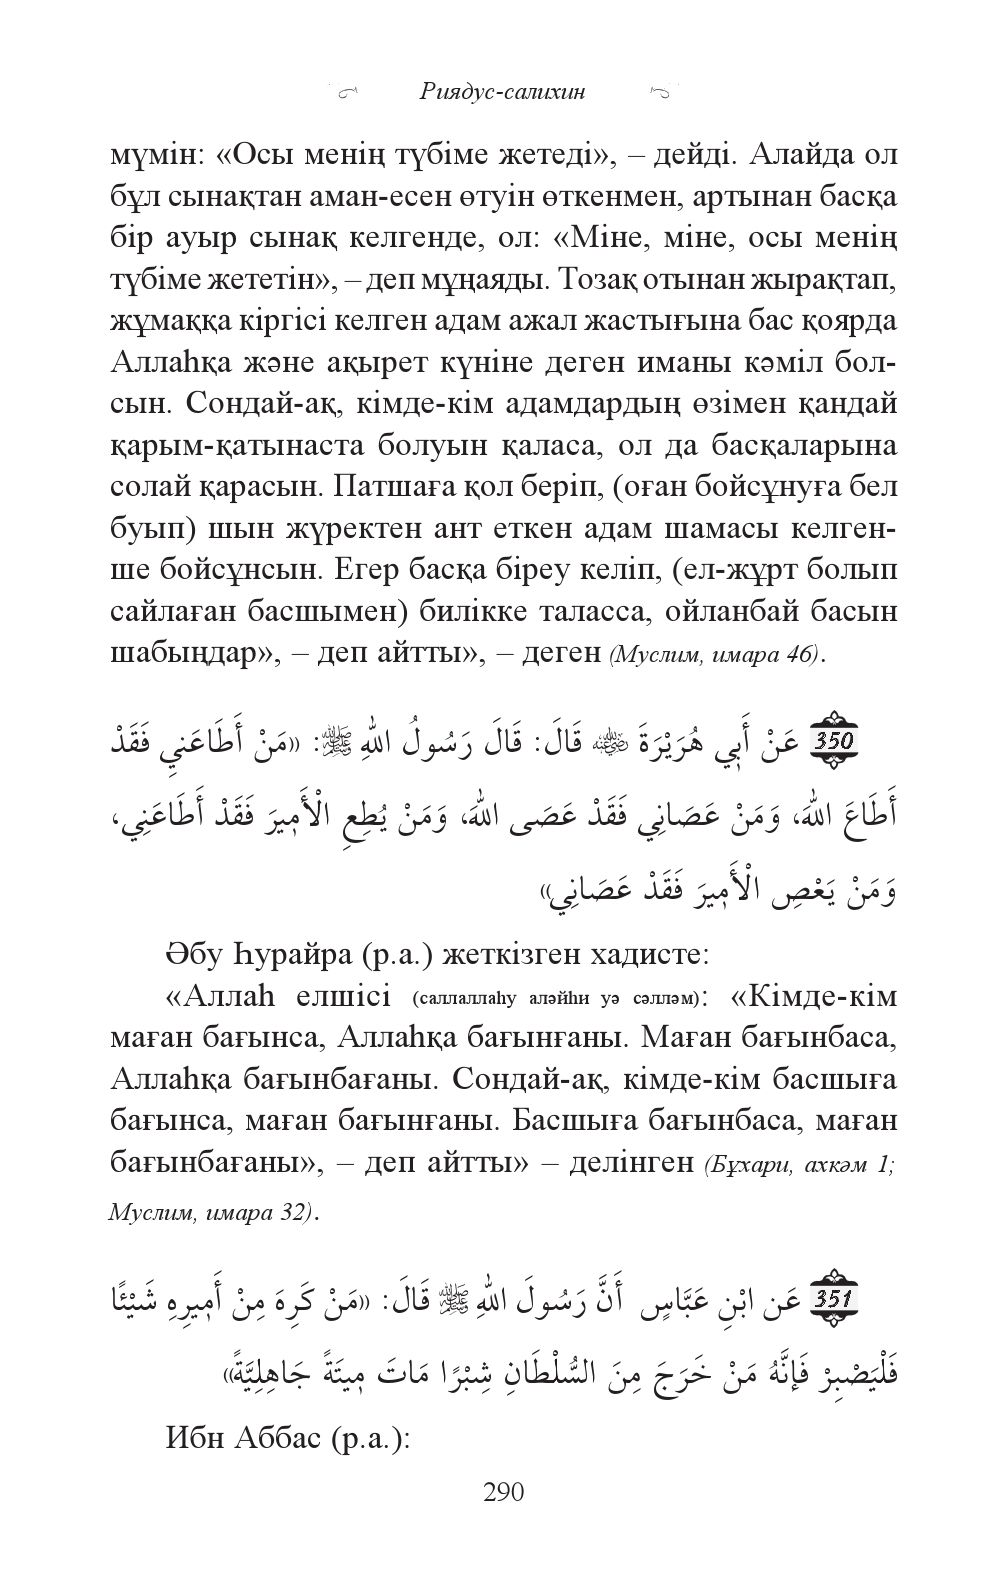 Риядус-салихин
мүмін: «Осы менің түбіме жетеді», – дейді. Алайда ол
бұл сынақтан аман-есен өтуін өткенмен, артынан басқа
бір ауыр сынақ келгенде, ол: «Міне, міне, осы менің
түбіме жететін», – деп мұңаяды. Тозақ отынан жырақтап,
жұмаққа кіргісі келген адам ажал жастығына бас қоярда
Аллаһқа және ақырет күніне деген иманы кәміл бол-
сын. Сондай-ақ, кімде-кім адамдардың өзімен қандай
қарым-қатынаста болуын қаласа, ол да басқаларына
солай қарасын. Патшаға қол беріп, (оған бойсұнуға бел
буып) шын жүректен ант еткен адам шамасы келген-
ше бойсұнсын. Егер басқа біреу келіп, (ел-жұрт болып
сайлаған басшымен) билікке таласса, ойланбай басын
шабыңдар», – деп айтты», – деген (Муслим, имара 46).
350 عَنْ أَبِي هُرَيْرَةَ ﷺ قَالَ: قَالَ رَسُولُ اللهِ ﷺ: «مَنْ أَطَاعَنِي فَقَدْ
أَطَاعَ اللهَ، وَمَنْ عَصَانِي فَقَدْ عَصَى اللهَ، وَمَنْ يُطِعِ الْأَمِيرَ فَقَدْ أَطَاعَنِي،
وَمَنْ يَعْصِ الْأَمِيرَ فَقَدْ عَصَانِي»
Әбу Һурайра (р.а.) жеткізген хадисте:
«Аллаһ елшісі (саллаллаһу аләйһи уә сәлләм): «Кімде-кім
маған бағынса, Аллаһқа бағынғаны. Маған бағынбаса,
Аллаһқа бағынбағаны. Сондай-ақ, кімде-кім басшыға
бағынса, маған бағынғаны. Басшыға бағынбаса, маған
бағынбағаны», – деп айтты» – делінген (Бұхари, ахкәм 1;
Муслим, имара 32).
351 عَن ابْنِ عَبَّاسٍ أَنَّ رَسُولَ اللهِ ﷺ قَالَ: «مَنْ كَرِهَ مِنْ أَمِيرِهِ شَيْئًا
فَلْيَصْبِرْ فَإِنَّهُ مَنْ خَرَجَ مِنَ السُّلْطَانِ شِبْرًا مَاتَ مِيتَةً جَاهِلِيَّةً»
Ибн Аббас (р.а.):
290